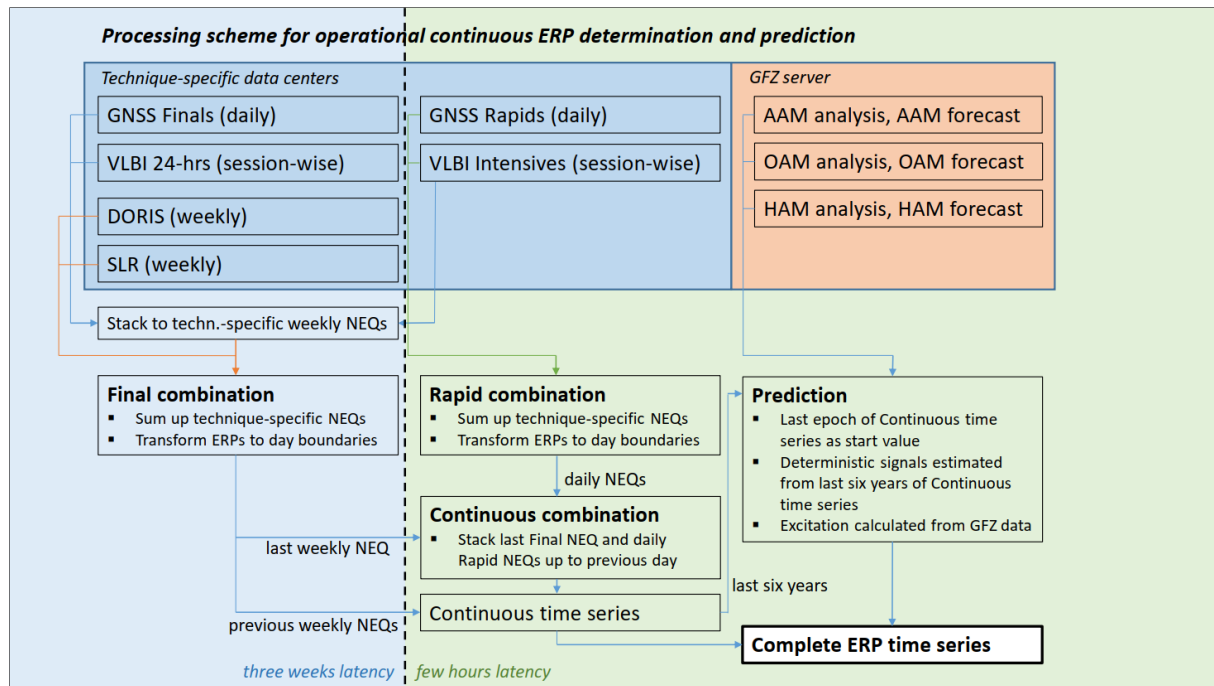 Processing scheme for operational continuous ERP determination and prediction
Technique-specific data centers
GNSS Finals (daily)
VLBI 24-hrs (session-wise)
DORIS (weekly)
SLR (weekly)
GNSS Rapids (daily)
VLBI Intensives (session-wise)
GFZ server
AAM analysis, AAM forecast
OAM analysis, OAM forecast
HAM analysis, HAM forecast
Stack to techn.-specific weekly NEQs
Final combination
▪ Sum up technique-specific NEQs
▪ Transform ERPs to day boundaries
Rapid combination
▪ Sum up technique-specific NEQs
▪ Transform ERPs to day boundaries
daily NEQs
Continuous combination
▪ Stack last Final NEQ and daily
Rapid NEQs up to previous day
last weekly NEQ
Continuous time series
previous weekly NEQs
last six years
Prediction
▪ Last epoch of Continuous time
series as start value
▪ Deterministic signals estimated
from last six years of Continuous
time series
▪ Excitation calculated from GFZ data
Complete ERP time series
three weeks latency
few hours latency